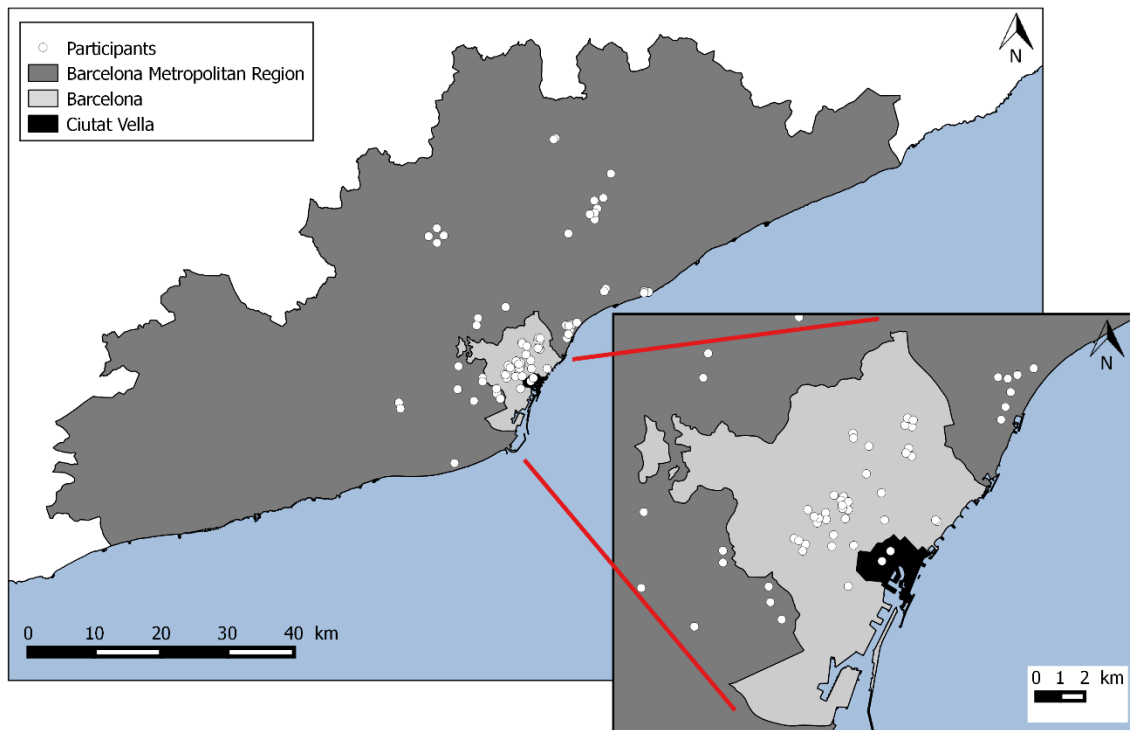 Participants
Barcelona Metropolitan Region
Barcelona
Ciutat Vella
N
N
0 10 20 30 40 km
0 1 2 km